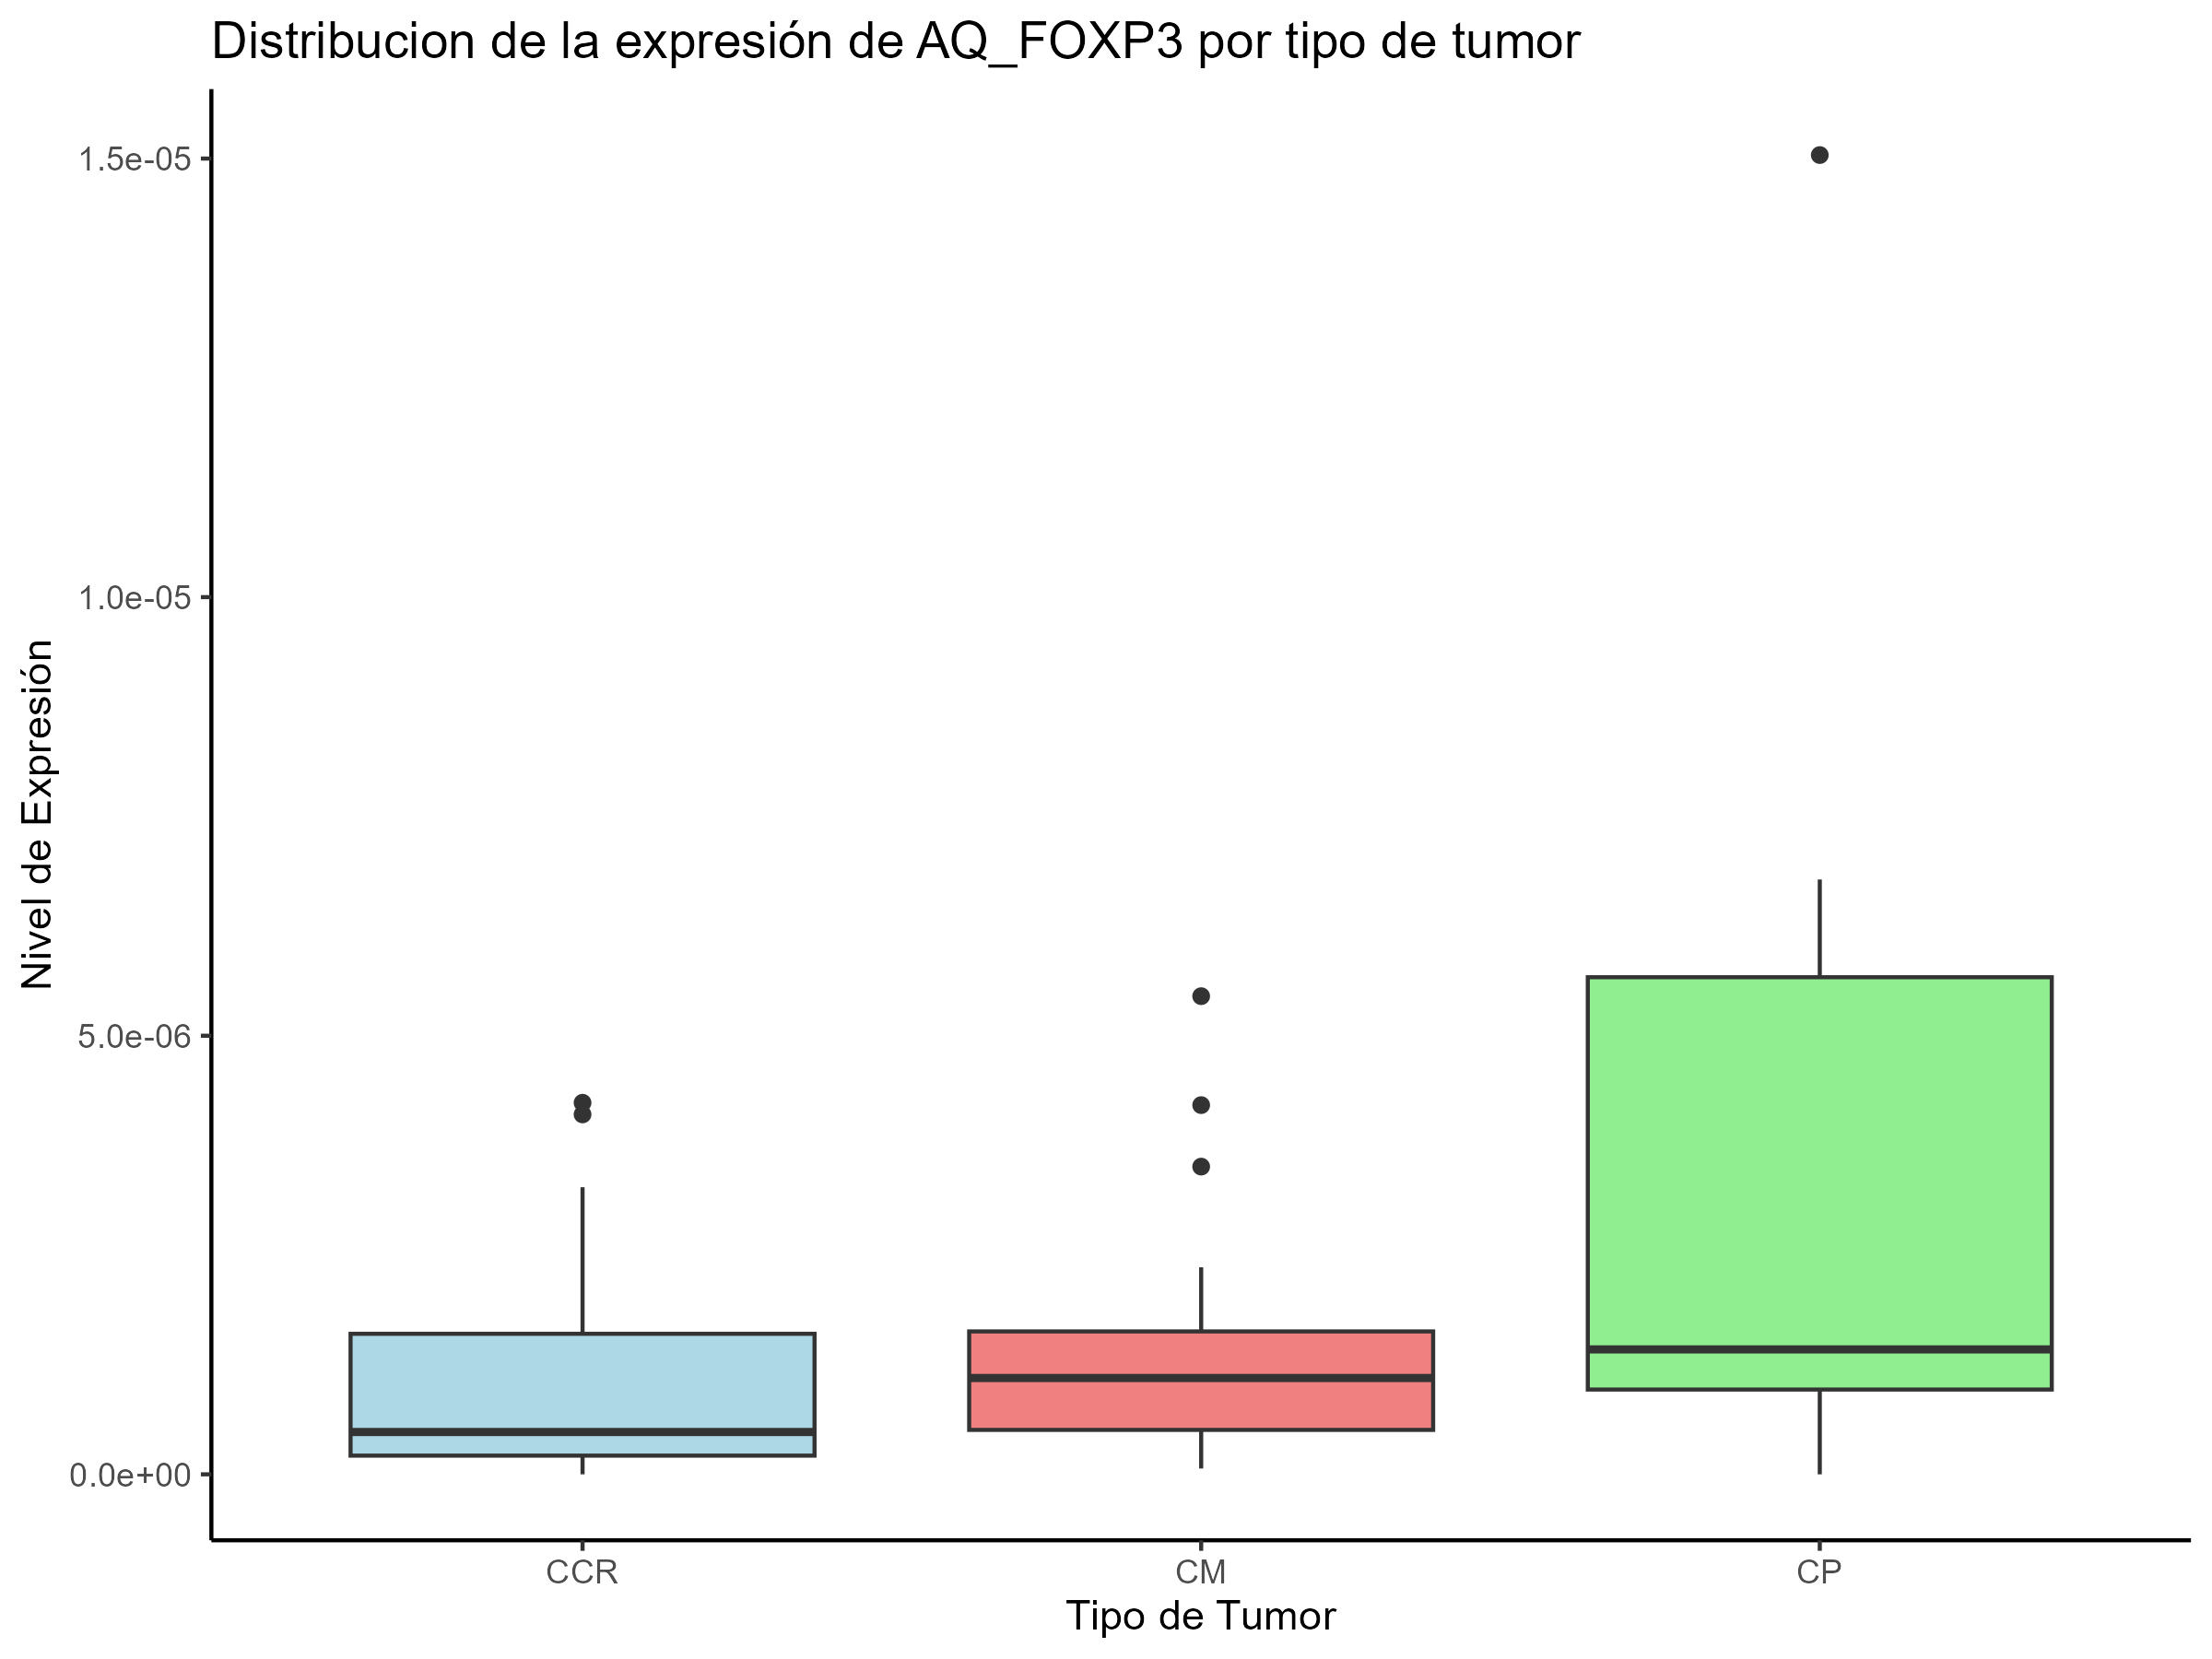 Distribucion de la expresión de AQ_FOXP3 por tipo de tumor
Nivel de Expresión
1.5e-05
1.0e-05
5.0e-06
0.0e+00
CCR
CM
CP
Tipo de Tumor